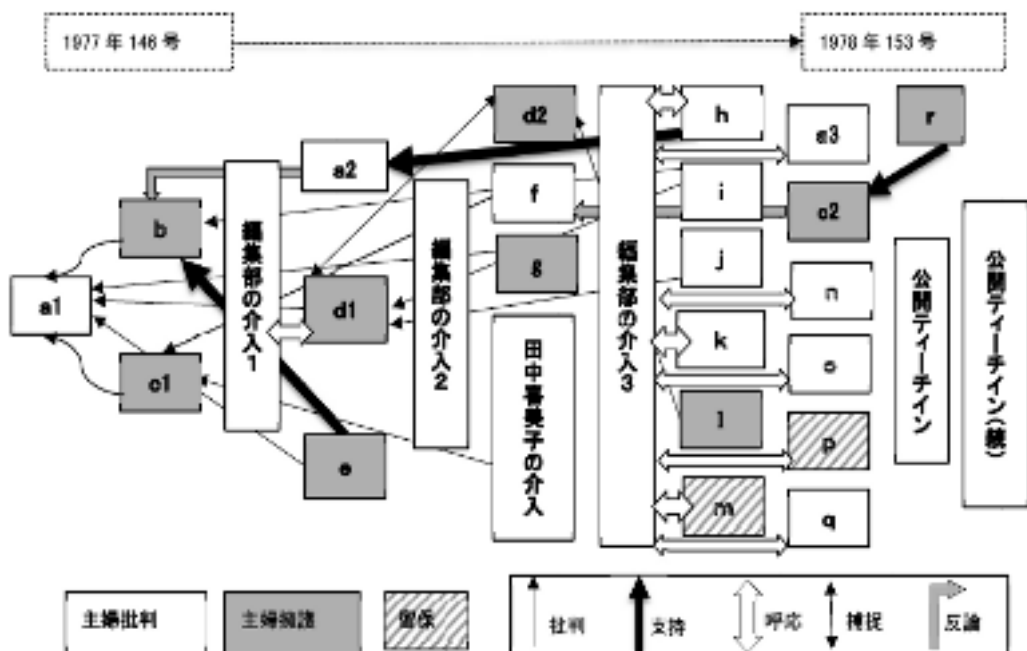 1977年146号
1978年153号
d2
h
a3
r
a2
f
i
c2
b
編集部の介入1
編集部の介入2
g
編集部の介入3
j
公開ティーチイン
公開ティーチイン(続)
a1
d1
n
k
o
c1
田中喜美子の介入
l
p
e
m
q
主婦批判
主婦擁護
留保
批判
支持
呼応
捕捉
反論